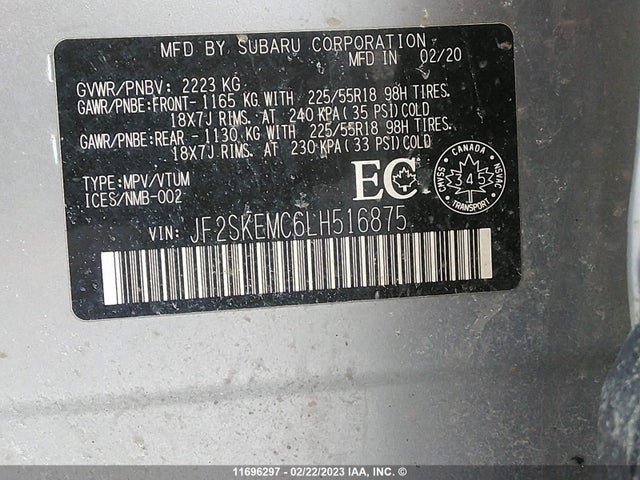 MFD BY SUBARU CORPORATION
MFD IN 02/20
GVWR/PNBV: 2223 KG
GAWR/PNBE:FRONT- 1165 KG WITH 225/55R18 98H TIRES.
18X7J RIMS. AT 240 KPA (35 PSI)COLD
GAWR/PNBE:REAR - 1130 KG WITH 225/55R18 98H TIRES.
18X7J RIMS. AT 230 KPA (33 PSI)COLD
TYPE:MPV/VTUM
ICES/NMB-002
EC
CANADA
CMVSS
345
NSVAC
TRANSPORT
VIN: JF2SKEMC6LH516875
11696297 - 02/22/2023 IAA, INC. ©